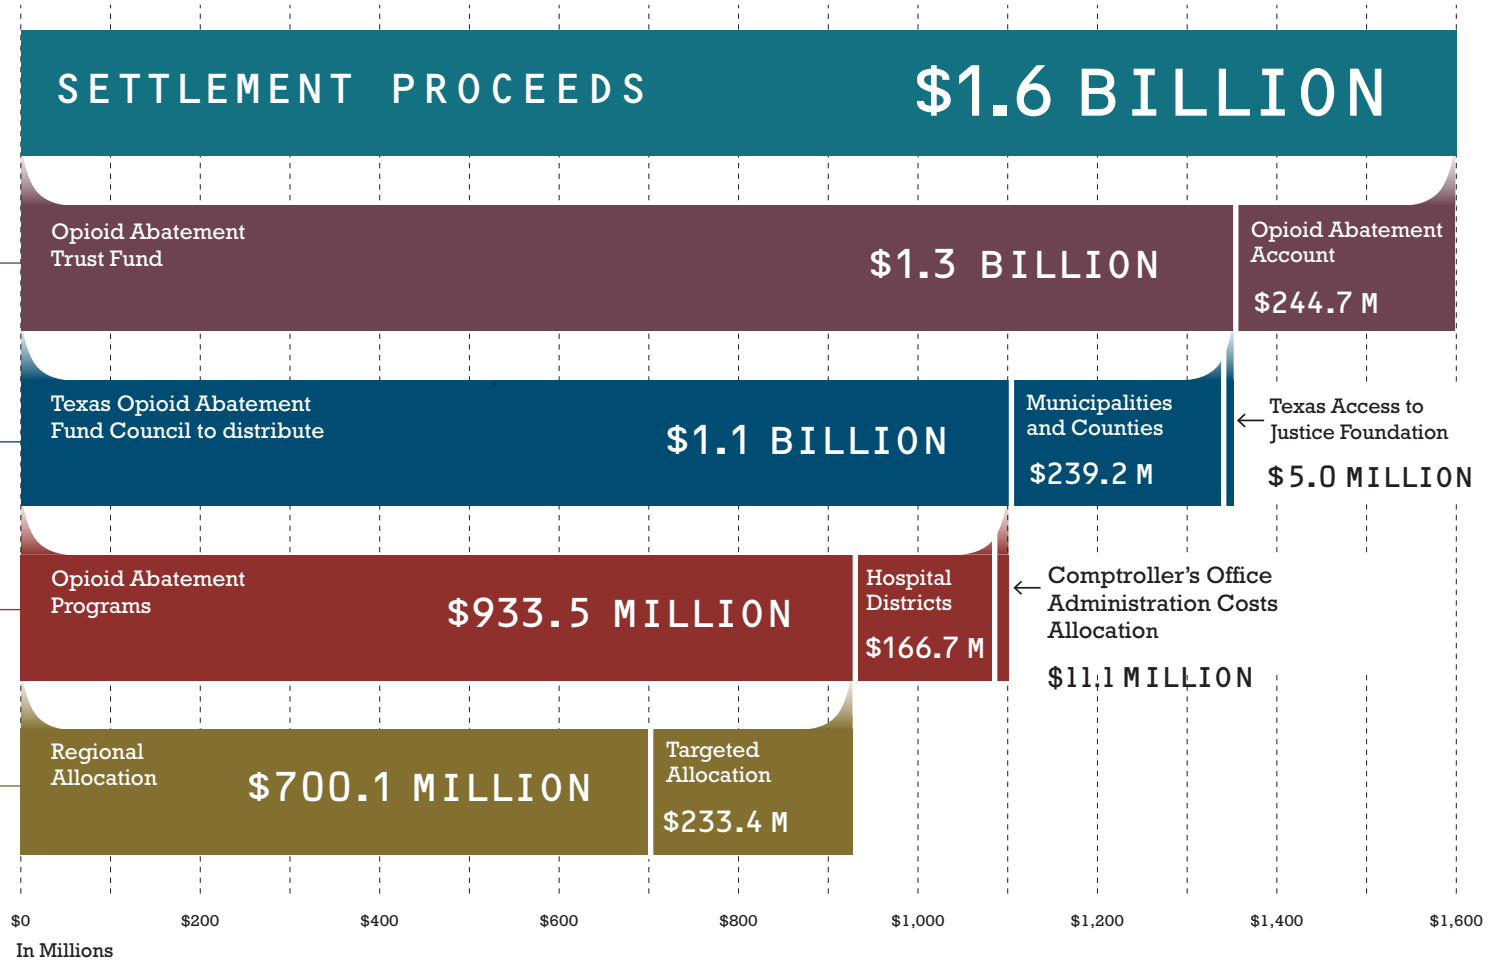 SETTLEMENT PROCEEDS
$1.6 BILLION
Opioid Abatement
Trust Fund
$1.3 BILLION
Opioid Abatement
Account
$244.7 M
Texas Opioid Abatement
Fund Council to distribute
$1.1 BILLION
Municipalities
and Counties
$239.2 M
Texas Access to
Justice Foundation
$5.0 MILLION
Opioid Abatement
Programs
$933.5 MILLION
Hospital
Districts
$166.7 M
Comptroller’s Office
Administration Costs
Allocation
$11.1 MILLION
Regional
Allocation
$700.1 MILLION
Targeted
Allocation
$233.4 M
$0 $200 $400 $600 $800 $1,000 $1,200 $1,400 $1,600
In Millions